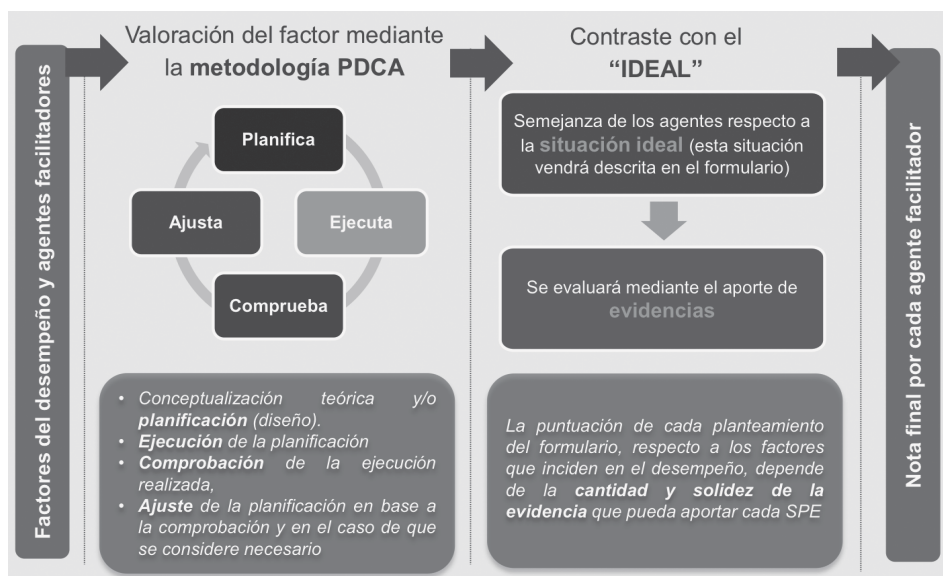 Factores del desempeño y agentes facilitadores
Valoración del factor mediante
la metodología PDCA
Planifica
Ajusta
Ejecuta
Comprueba
• Conceptualización teórica y/o
planificación (diseño).
• Ejecución de la planificación
• Comprobación de la ejecución
realizada,
• Ajuste de la planificación en base a
la comprobación y en el caso de que
se considere necesario
Contraste con el
“IDEAL”
Semejanza de los agentes respecto a
la situación ideal (esta situación
vendrá descrita en el formulario)
Se evaluará mediante el aporte de
evidencias
La puntuación de cada planteamiento
del formulario, respecto a los factores
que inciden en el desempeño, depende
de la cantidad y solidez de la
evidencia que pueda aportar cada SPE
Nota final por cada agente facilitador